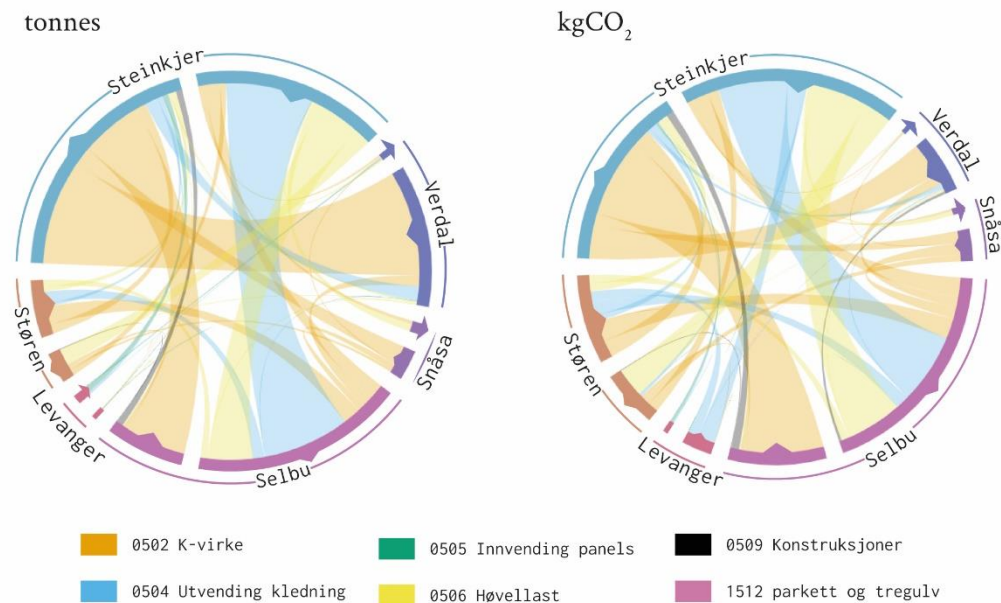 tonnes
kgCO₂
Steinkjer
Verdal
Snåsa
Selbu
Levanger
Støren
Steinkjer
Verdal
Snåsa
Selbu
Levanger
Støren
0502 K-virke
0505 Innvending panels
0509 Konstruksjoner
0504 Utvending kledning
0506 Høvellast
1512 parkett og tregulv